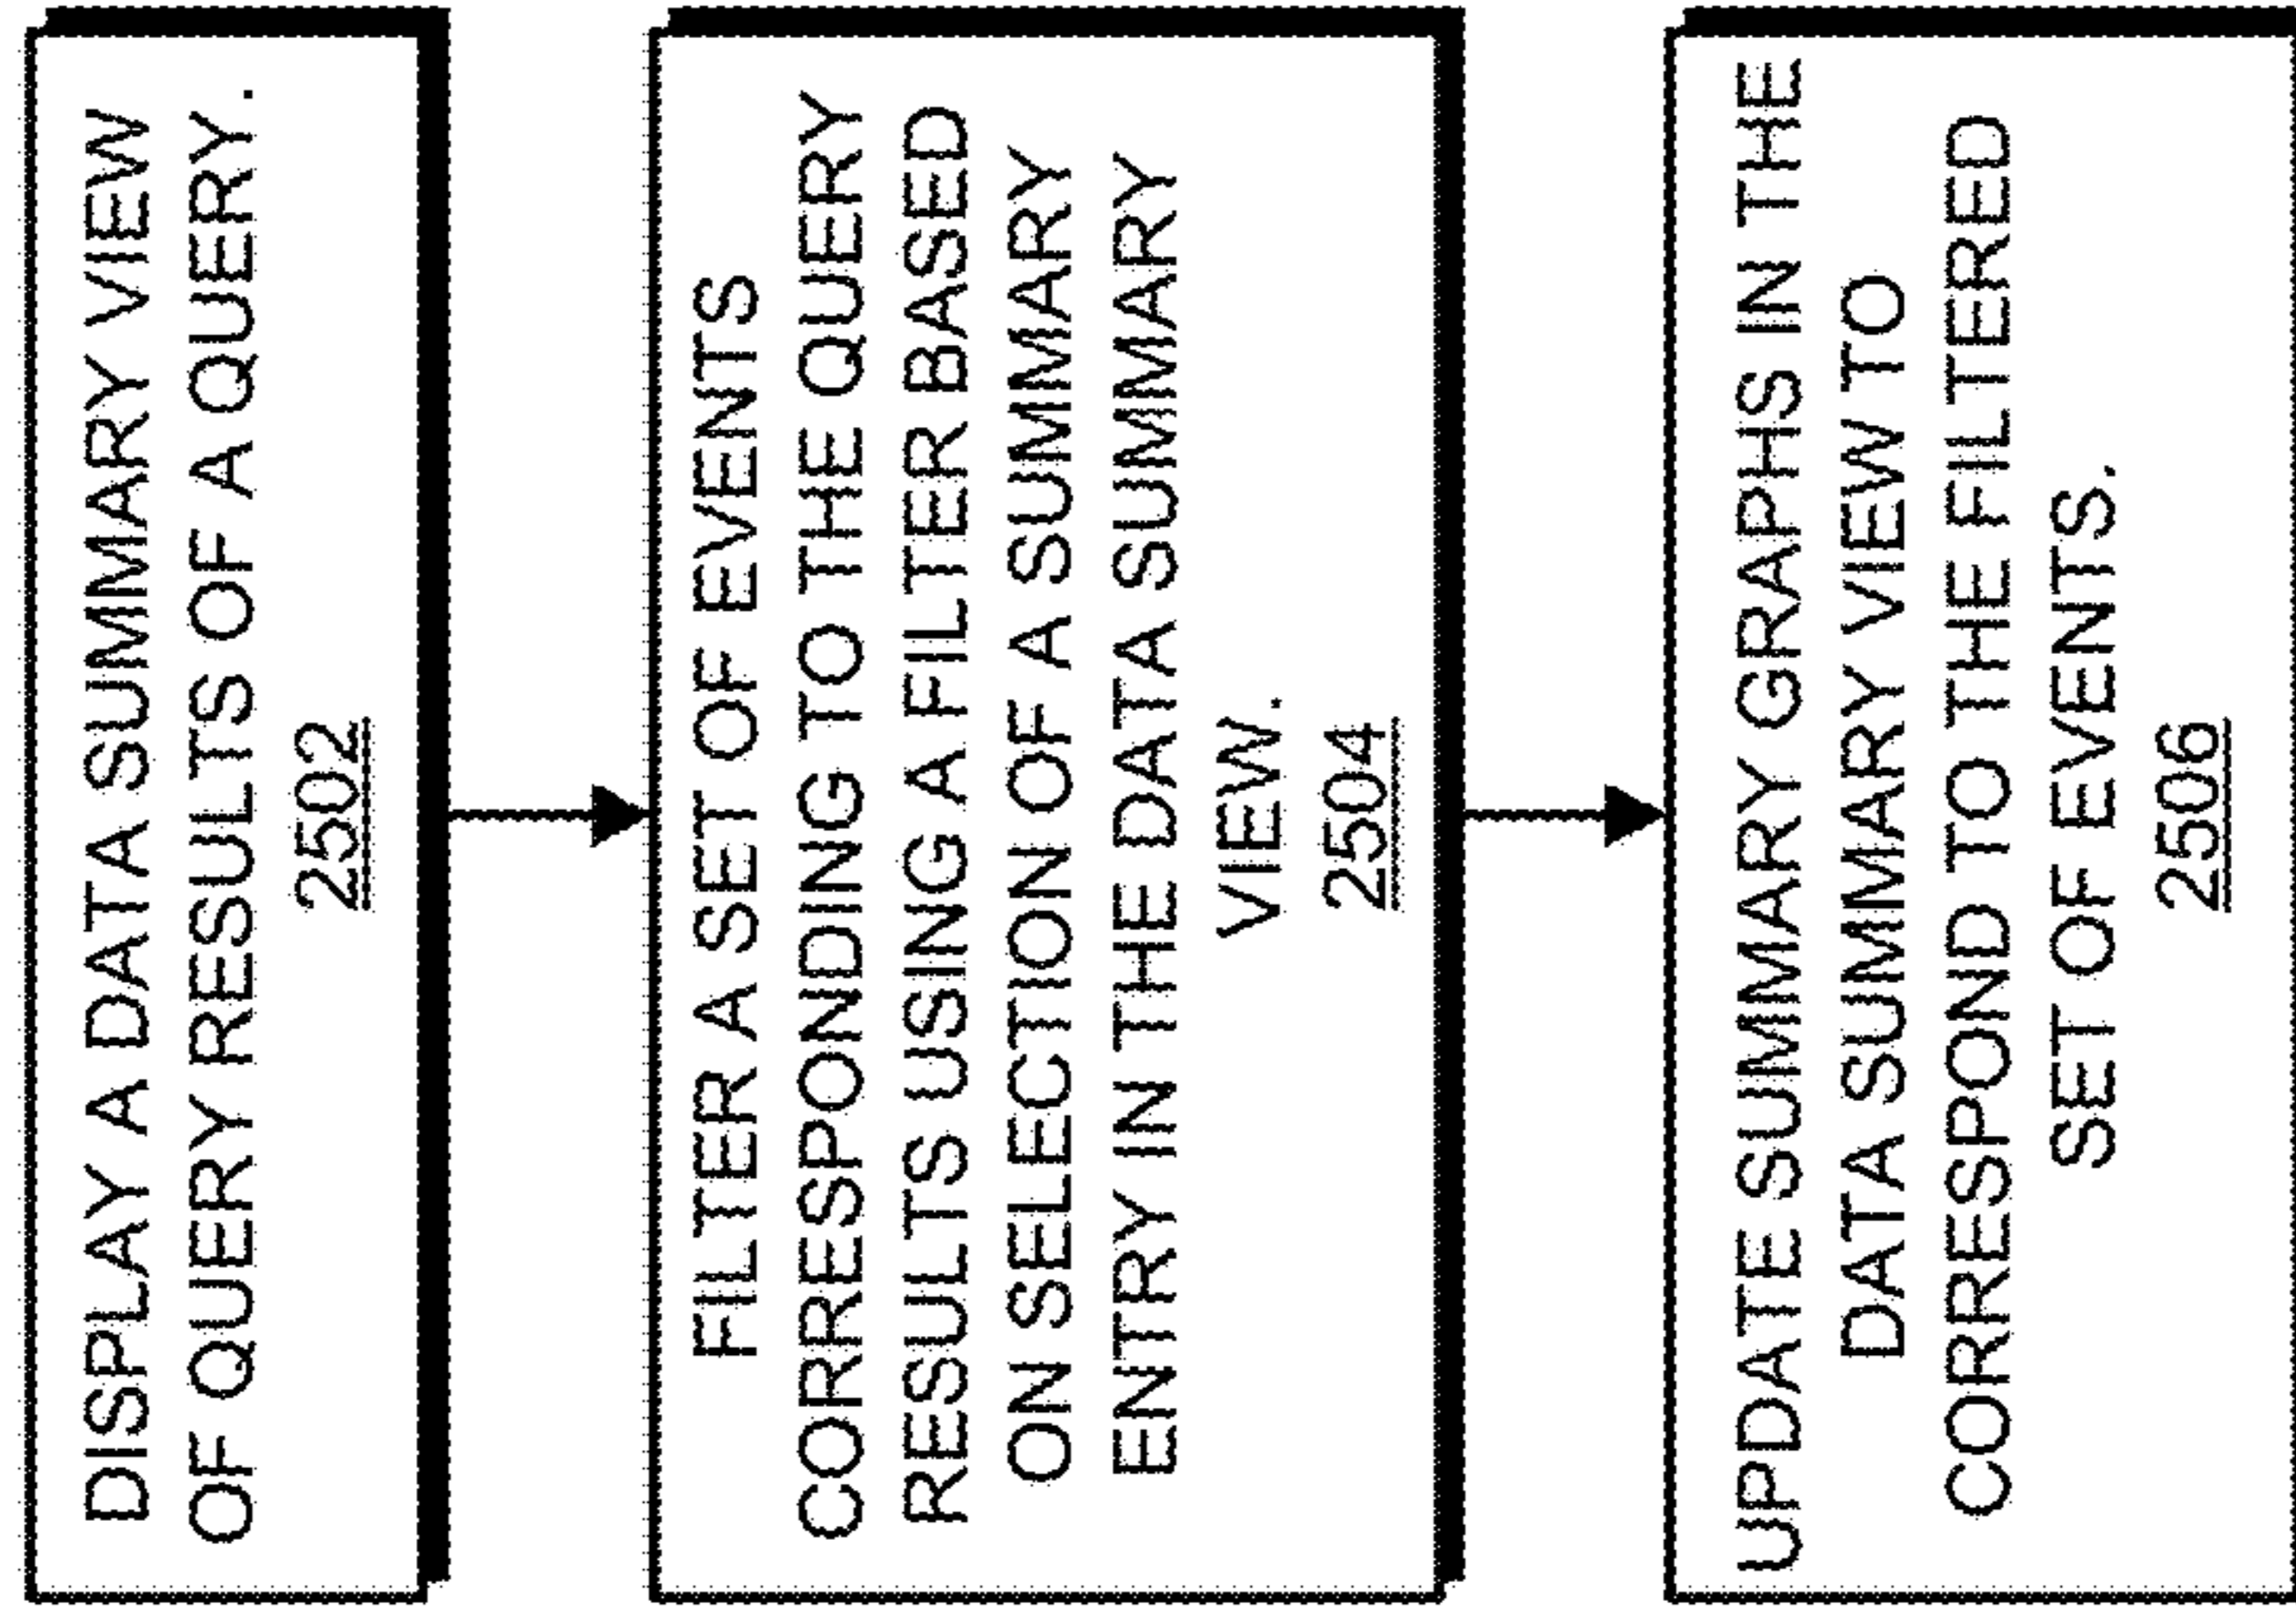 DISPLAY A DATA SUMMARY VIEW
OF QUERY RESULTS OF A QUERY.
2502
FILTER A SET OF EVENTS
CORRESPONDING TO THE QUERY
RESULTS USING A FILTER BASED
ON SELECTION OF A SUMMARY
ENTRY IN THE DATA SUMMARY
VIEW.
2504
UPDATE SUMMARY GRAPHS IN THE
DATA SUMMARY VIEW TO
CORRESPOND TO THE FILTERED
SET OF EVENTS.
2506